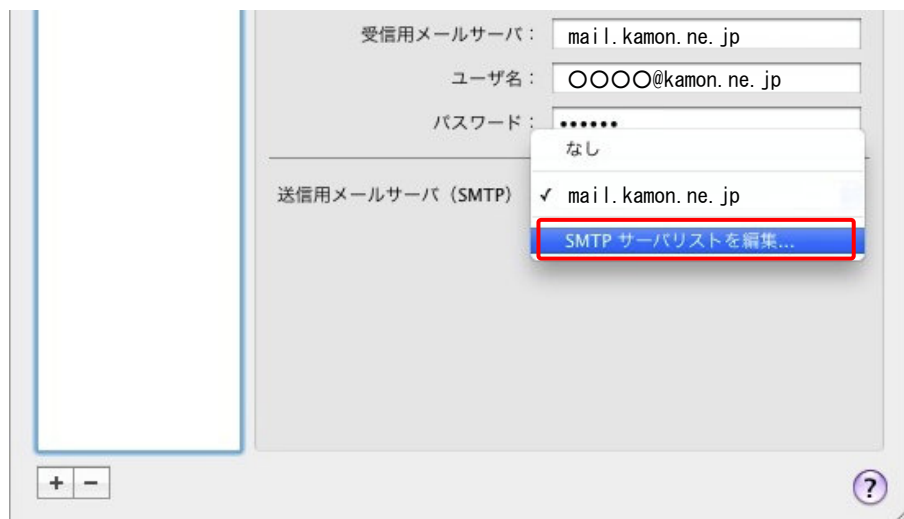 受信用メールサーバ： mail.kamon.ne.jp
ユーザ名： 〇〇〇〇@kamon.ne.jp
パスワード： ••••••
なし
送信用メールサーバ（SMTP） ✓ mail.kamon.ne.jp
SMTP サーバリストを編集...
+ − ?